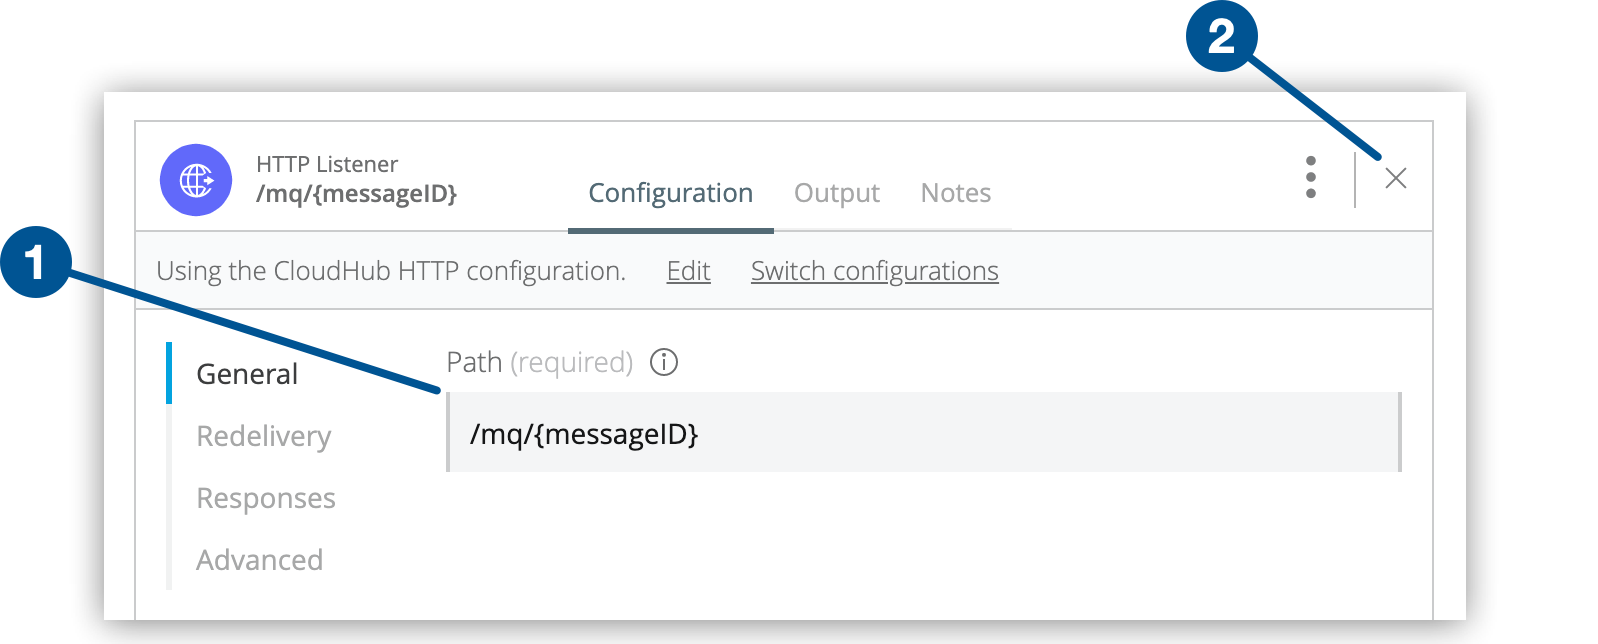 2
HTTP Listener
/mq/{messageID}
Configuration Output Notes
1
Using the CloudHub HTTP configuration. Edit Switch configurations
General
Redelivery
Responses
Advanced
Path (required)
/mq/{messageID}